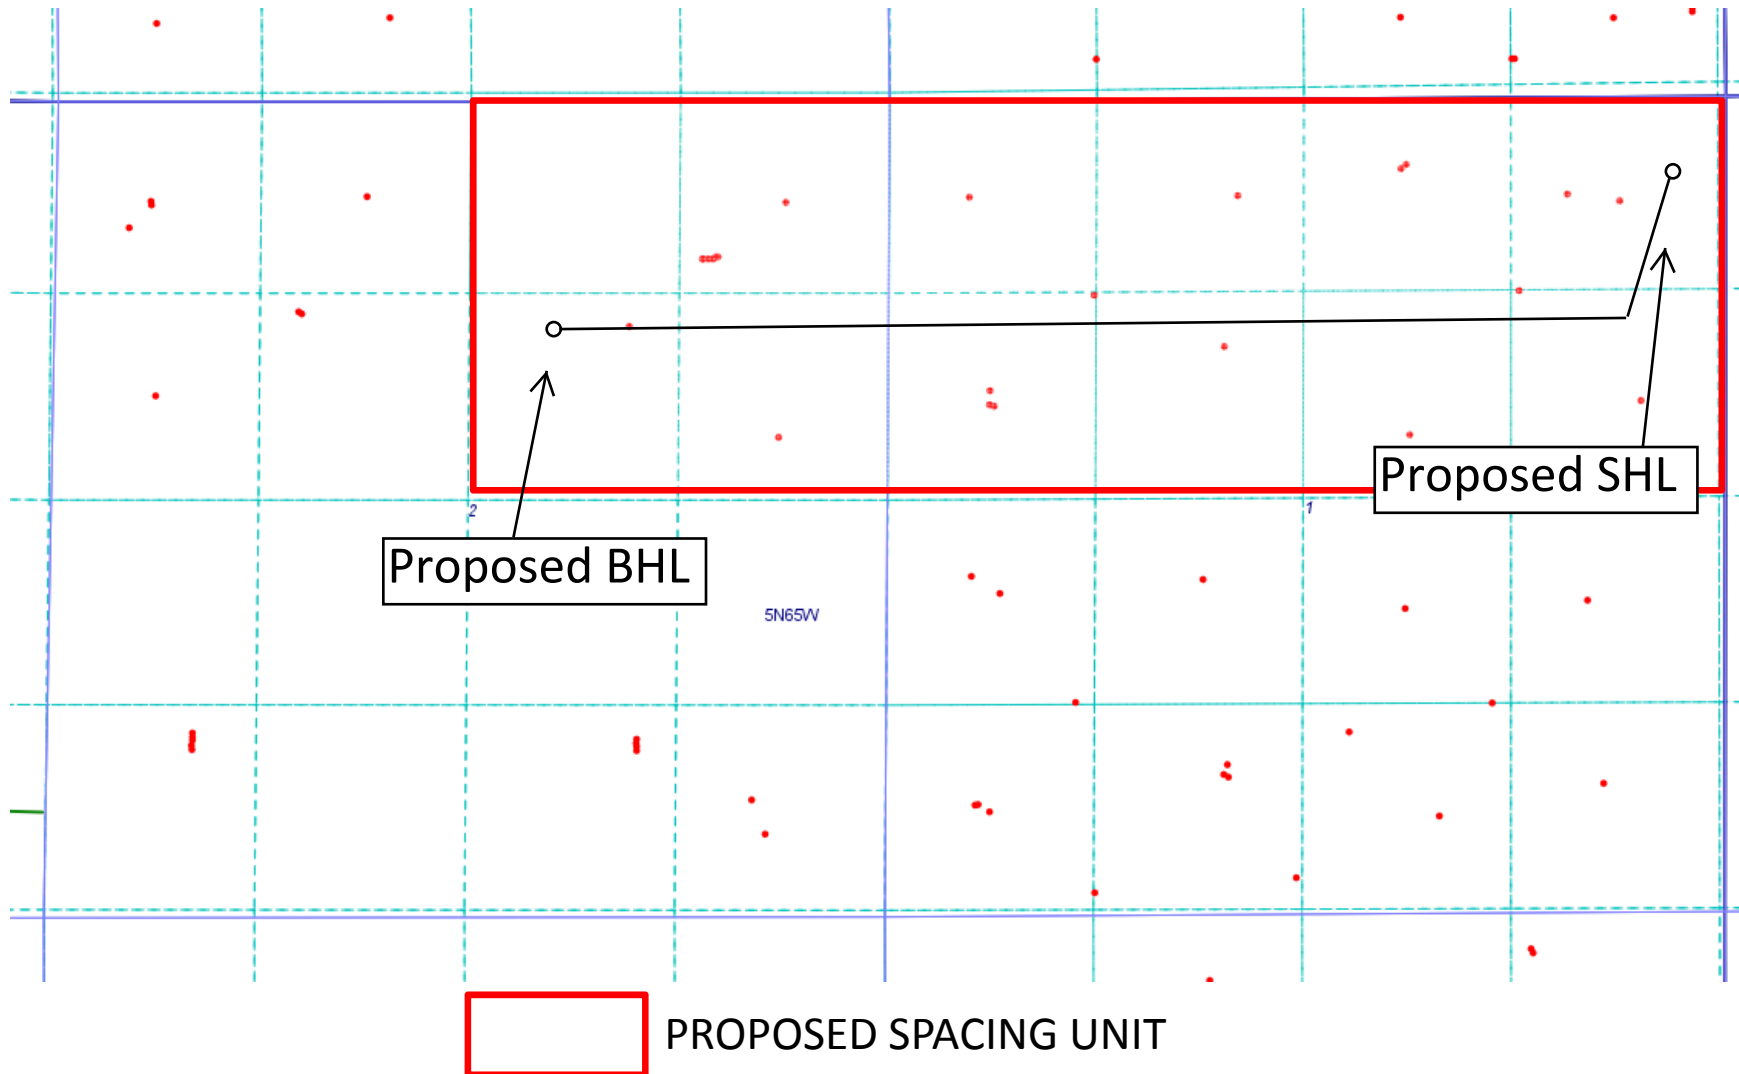 Proposed SHL
2
1
Proposed BHL
5N65W
PROPOSED SPACING UNIT